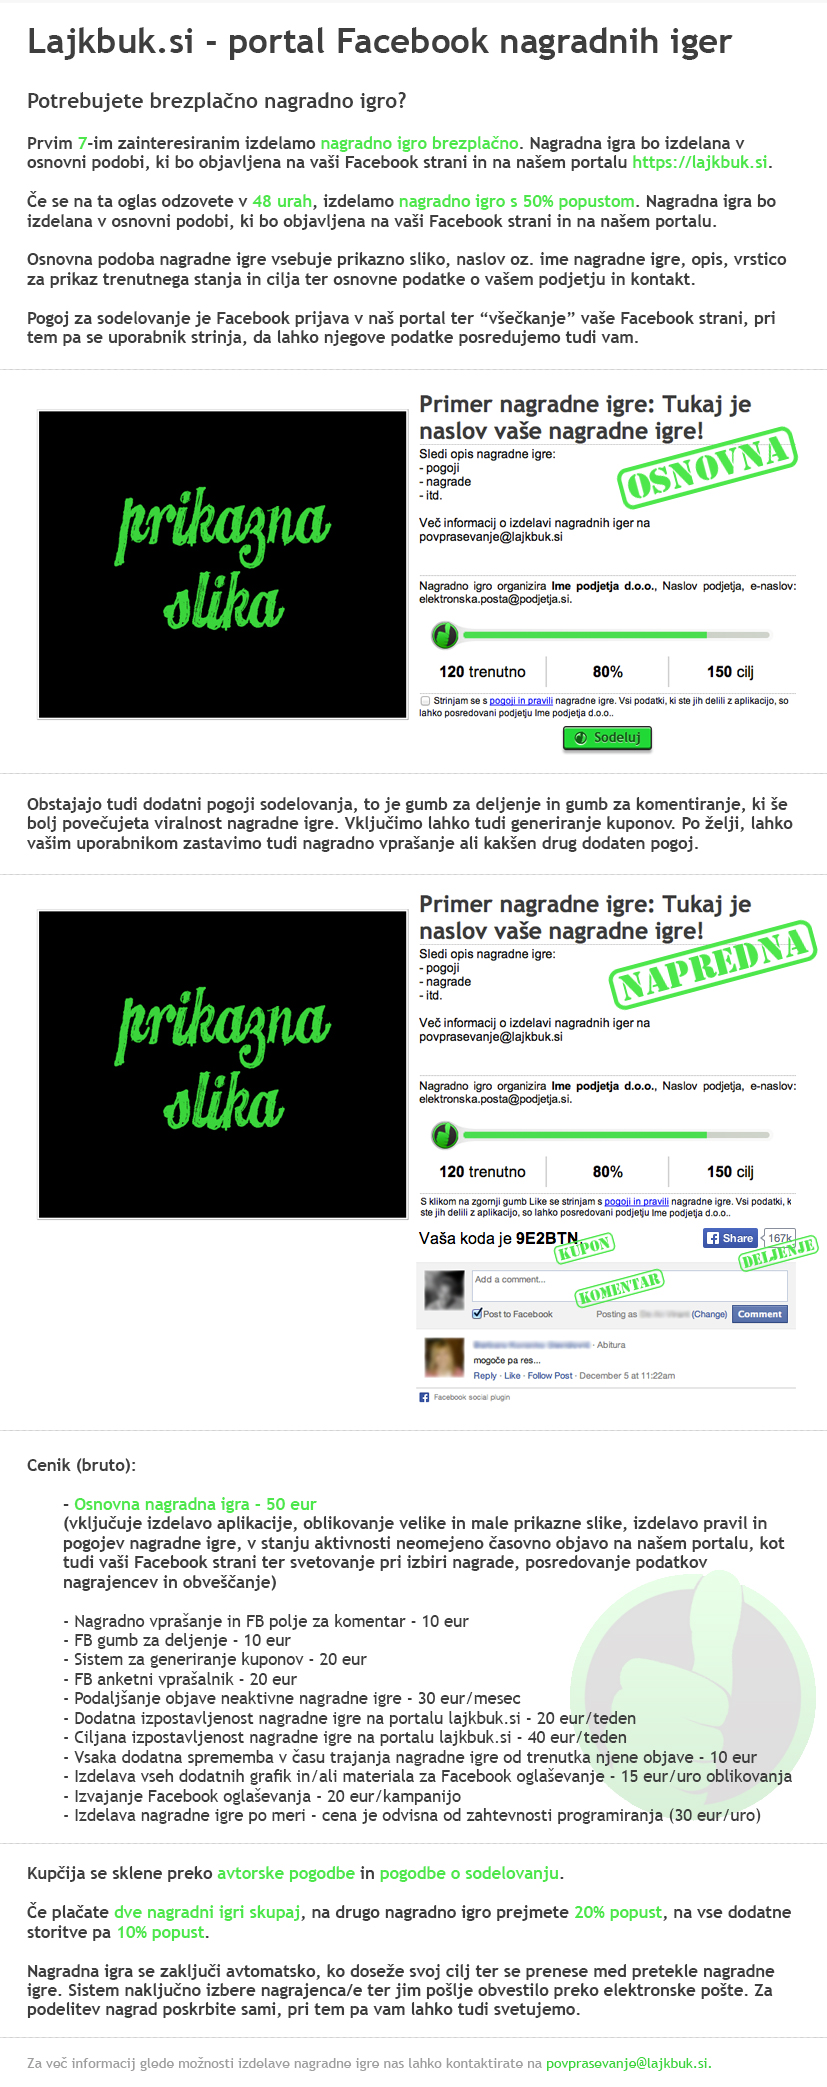 Lajkbuk.si - portal Facebook nagradnih iger
Potrebujete brezplačno nagradno igro?
Prvim 7-im zainteresiranim izdelamo nagradno igro brezplačno. Nagradna igra bo izdelana v
osnovni podobi, ki bo objavljena na vaši Facebook strani in na našem portalu https://lajkbuk.si.
Če se na ta oglas odzovete v 48 urah, izdelamo nagradno igro s 50% popustom. Nagradna igra bo
izdelana v osnovni podobi, ki bo objavljena na vaši Facebook strani in na našem portalu.
Osnovna podoba nagradne igre vsebuje prikazno sliko, naslov oz. ime nagradne igre, opis, vrstico
za prikaz trenutnega stanja in cilja ter osnovne podatke o vašem podjetju in kontakt.
Pogoj za sodelovanje je Facebook prijava v naš portal ter “všečkanje” vaše Facebook strani, pri
tem pa se uporabnik strinja, da lahko njegove podatke posredujemo tudi vam.
prikazna
slika
Primer nagradne igre: Tukaj je
naslov vaše nagradne igre!
OSNOVNA
Sledi opis nagradne igre:
- pogoji
- nagrade
- itd.
Več informacij o izdelavi nagradnih iger na
povprasevanje@lajkbuk.si
Nagradno igro organizira Ime podjetja d.o.o., Naslov podjetja, e-naslov:
elektronska.posta@podjetja.si.
120 trenutno 80% 150 cilj
Strinjam se s pogoji in pravili nagradne igre. Vsi podatki, ki ste jih delili z aplikacijo, so
lahko posredovani podjetju Ime podjetja d.o.o..
Sodeluj
Obstajajo tudi dodatni pogoji sodelovanja, to je gumb za deljenje in gumb za komentiranje, ki še
bolj povečujeta viralnost nagradne igre. Vključimo lahko tudi generiranje kuponov. Po želji, lahko
vašim uporabnikom zastavimo tudi nagradno vprašanje ali kakšen drug dodaten pogoj.
prikazna
slika
Primer nagradne igre: Tukaj je
naslov vaše nagradne igre!
NAPREDNA
Sledi opis nagradne igre:
- pogoji
- nagrade
- itd.
Več informacij o izdelavi nagradnih iger na
povprasevanje@lajkbuk.si
Nagradno igro organizira Ime podjetja d.o.o., Naslov podjetja, e-naslov:
elektronska.posta@podjetja.si.
120 trenutno 80% 150 cilj
S klikom na zgornji gumb Like se strinjam s pogoji in pravili nagradne igre. Vsi podatki, k
ste jih delili z aplikacijo, so lahko posredovani podjetju Ime podjetja d.o.o..
Vaša koda je 9E2BTN. KUPON Share 167k
DELJENJE
Add a comment...
KOMENTAR
Post to Facebook Posting as (Change) Comment
· Abitura
mogoče pa res...
Reply · Like · Follow Post · December 5 at 11:22am
Facebook social plugin
Cenik (bruto):
- Osnovna nagradna igra - 50 eur
(vključuje izdelavo aplikacije, oblikovanje velike in male prikazne slike, izdelavo pravil in
pogojev nagradne igre, v stanju aktivnosti neomejeno časovno objavo na našem portalu, kot
tudi vaši Facebook strani ter svetovanje pri izbiri nagrade, posredovanje podatkov
nagrajencev in obveščanje)
- Nagradno vprašanje in FB polje za komentar - 10 eur
- FB gumb za deljenje - 10 eur
- Sistem za generiranje kuponov - 20 eur
- FB anketni vprašalnik - 20 eur
- Podaljšanje objave neaktivne nagradne igre - 30 eur/mesec
- Dodatna izpostavljenost nagradne igre na portalu lajkbuk.si - 20 eur/teden
- Ciljana izpostavljenost nagradne igre na portalu lajkbuk.si - 40 eur/teden
- Vsaka dodatna sprememba v času trajanja nagradne igre od trenutka njene objave - 10 eur
- Izdelava vseh dodatnih grafik in/ali materiala za Facebook oglaševanje - 15 eur/uro oblikovanja
- Izvajanje Facebook oglaševanja - 20 eur/kampanijo
- Izdelava nagradne igre po meri - cena je odvisna od zahtevnosti programiranja (30 eur/uro)
Kupčija se sklene preko avtorske pogodbe in pogodbe o sodelovanju.
Če plačate dve nagradni igri skupaj, na drugo nagradno igro prejmete 20% popust, na vse dodatne
storitve pa 10% popust.
Nagradna igra se zaključi avtomatsko, ko doseže svoj cilj ter se prenese med pretekle nagradne
igre. Sistem naključno izbere nagrajenca/e ter jim pošlje obvestilo preko elektronske pošte. Za
podelitev nagrad poskrbite sami, pri tem pa vam lahko tudi svetujemo.
Za več informacij glede možnosti izdelave nagradne igre nas lahko kontaktirate na povprasevanje@lajkbuk.si.